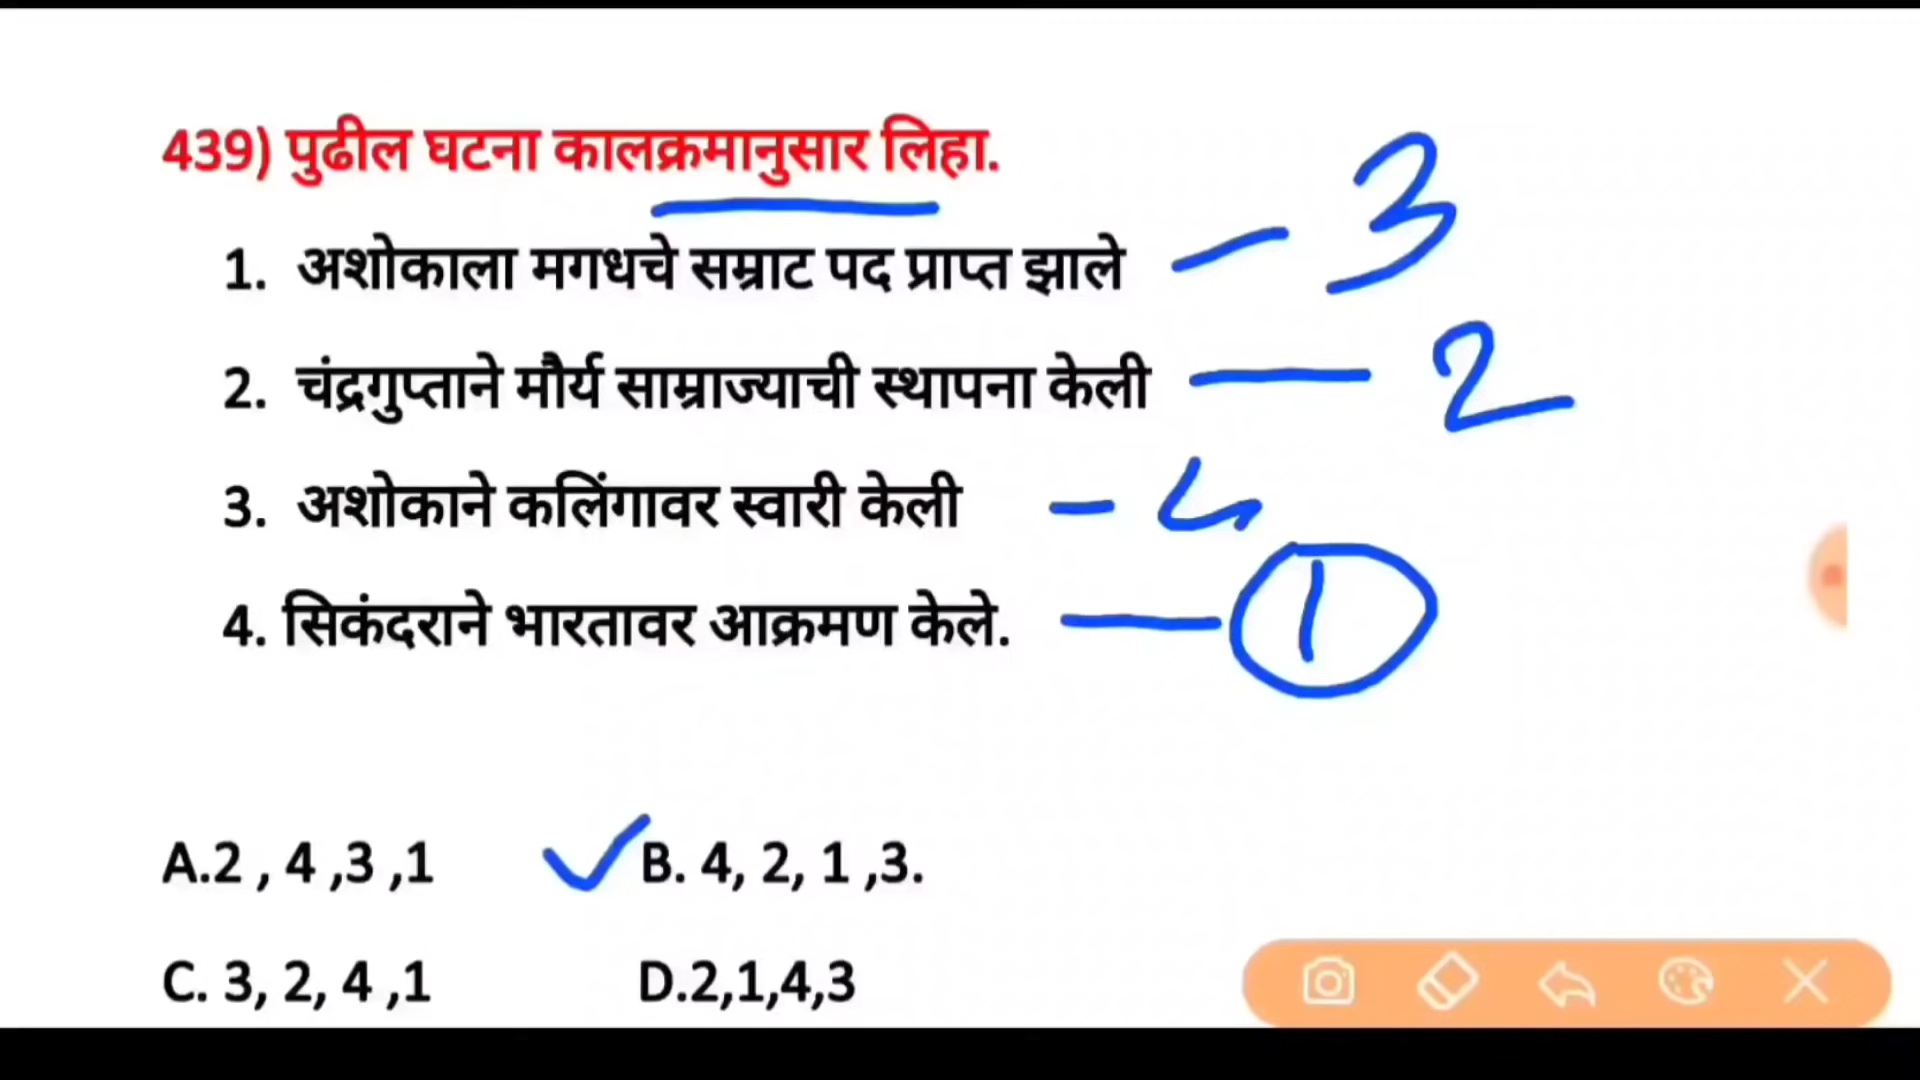 439) पुढील घटना कालक्रमानुसार लिहा.
1. अशोकाला मगधचे सम्राट पद प्राप्त झाले — 3
2. चंद्रगुप्ताने मौर्य साम्राज्याची स्थापना केली — 2
3. अशोकाने कलिंगावर स्वारी केली - 4
4. सिकंदराने भारतावर आक्रमण केले. — 1
A.2 , 4 ,3 ,1 ✓ B. 4, 2, 1 ,3.
C. 3, 2, 4 ,1 D.2,1,4,3